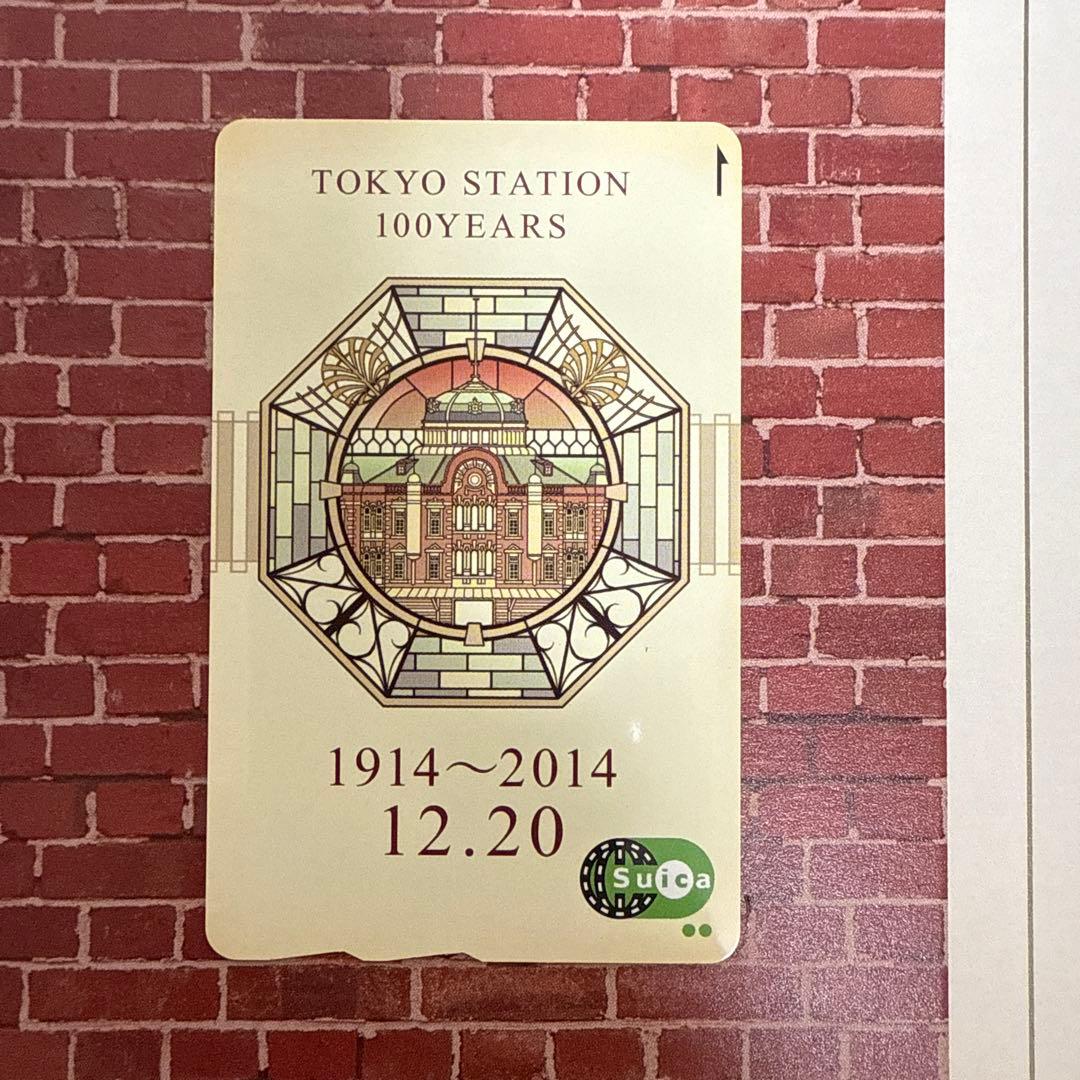 TOKYO STATION
100YEARS
1914～2014
12.20
Suica